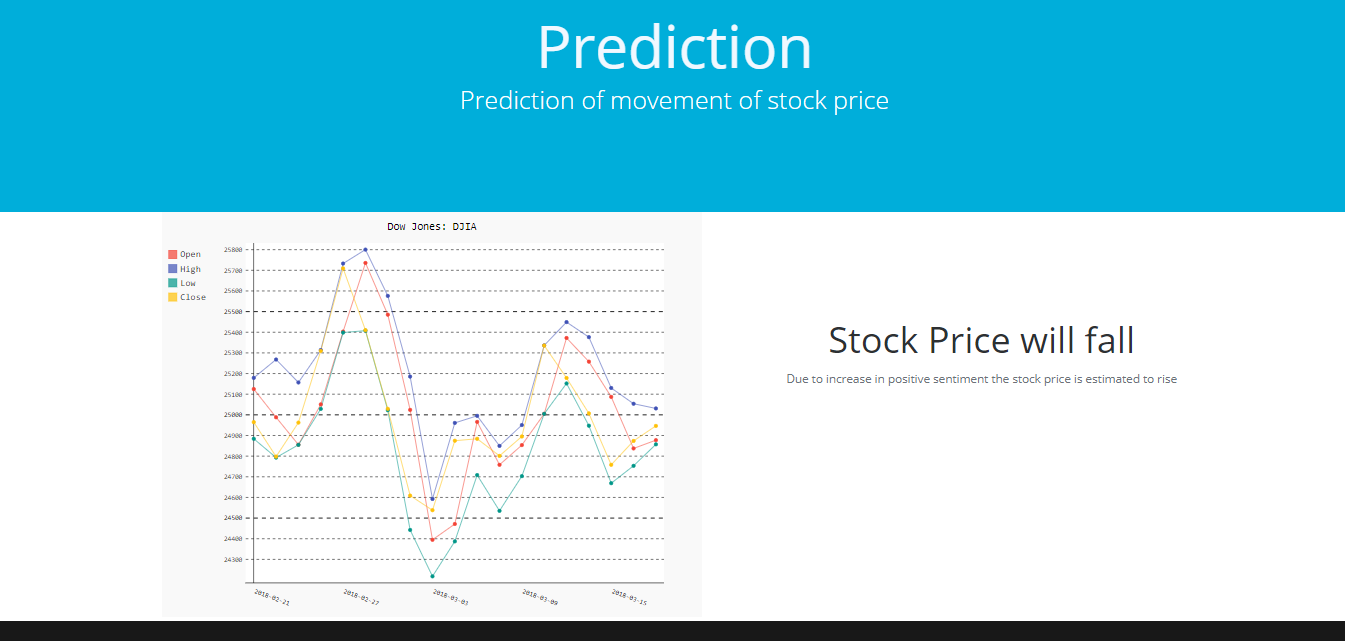 Prediction
Prediction of movement of stock price
Dow Jones: DJIA
Open
High
Low
Close
25800
25700
25600
25500
25400
25300
25200
25100
25000
24900
24800
24700
24600
24500
24400
24300
2018-02-21
2018-02-27
2018-03-03
2018-03-09
2018-03-15
Stock Price will fall
Due to increase in positive sentiment the stock price is estimated to rise